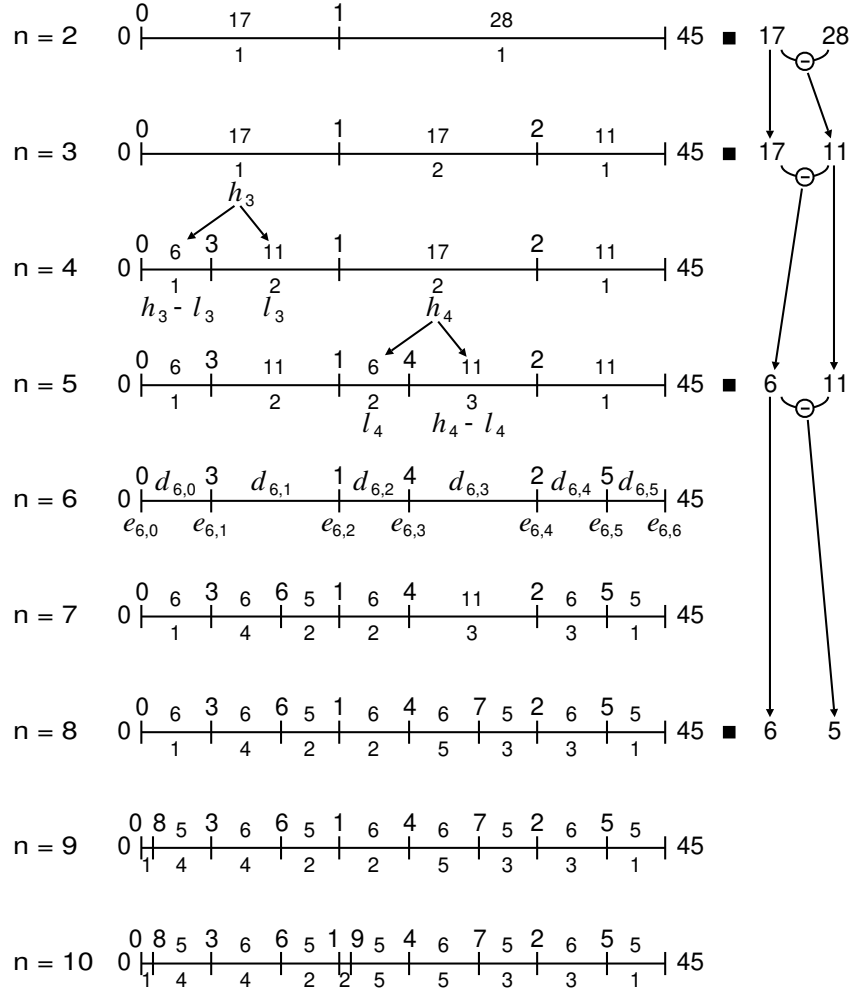 0 17 1 28
n = 2 0 45 ■ 17 28
1 1
0 17 1 17 2 11
n = 3 0 45 ■ 17 11
1 2 1
h3
0 6 3 11 1 17 2 11
n = 4 0 45
1 2 2 1
h3 - l3 l3 h4
0 6 3 11 1 6 4 11 2 11
n = 5 0 45 ■ 6 11
1 2 2 3 1
l4 h4 - l4
0 d6,0 3 d6,1 1 d6,2 4 d6,3 2 d6,4 5 d6,5
n = 6 0 45
e6,0 e6,1 e6,2 e6,3 e6,4 e6,5 e6,6
0 6 3 6 6 5 1 6 4 11 2 6 5 5
n = 7 0 45
1 4 2 2 3 3 1
0 6 3 6 6 5 1 6 4 6 7 5 2 6 5 5
n = 8 0 45 ■ 6 5
1 4 2 2 5 3 3 1
0 8 5 3 6 6 5 1 6 4 6 7 5 2 6 5 5
n = 9 0 45
1 4 4 2 2 5 3 3 1
0 8 5 3 6 6 5 1 9 5 4 6 7 5 2 6 5 5
n = 10 0 45
1 4 4 2 2 5 5 3 3 1